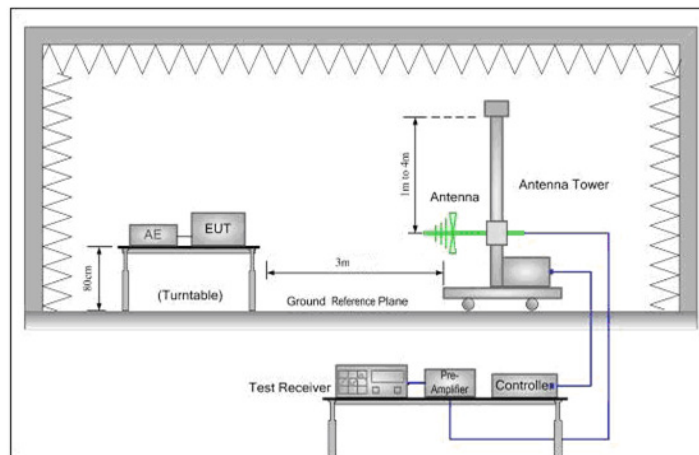 1m to 4m
Antenna
Antenna Tower
AE
EUT
80cm
(Turntable)
3m
Ground Reference Plane
Test Receiver
Pre-
Amplifier
Controlle